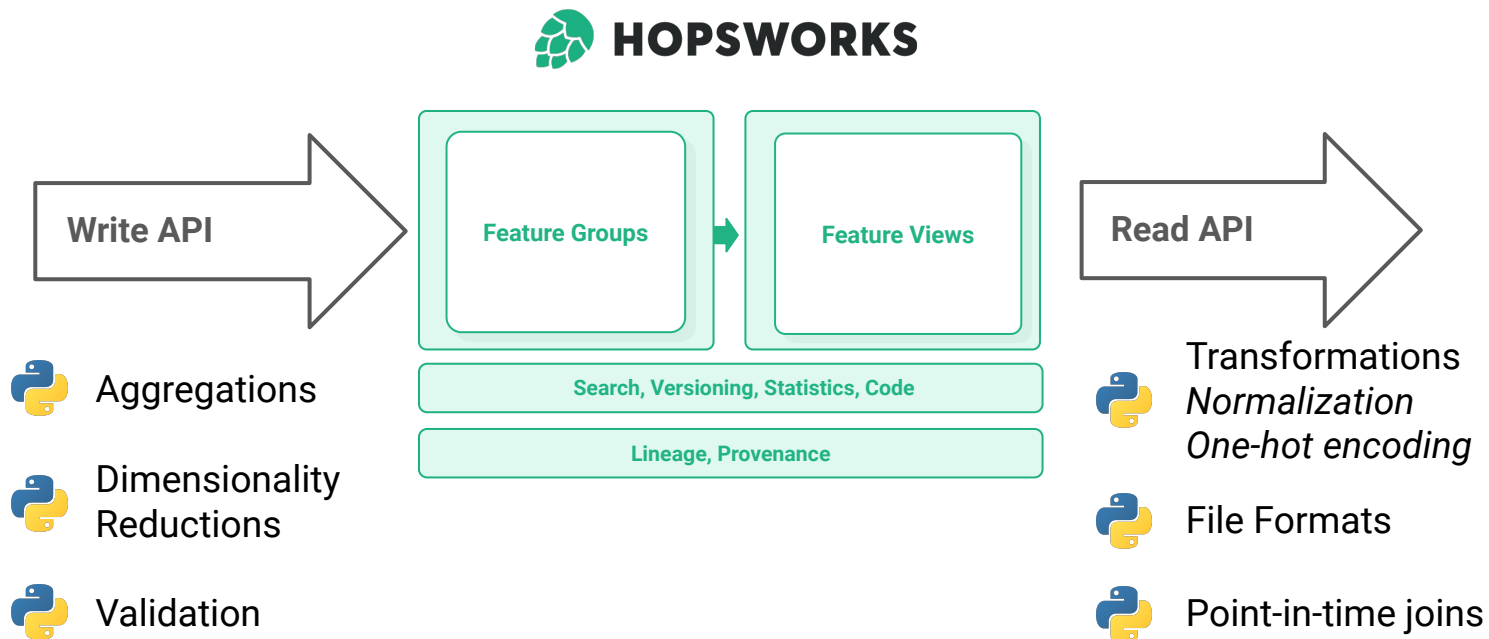 HOPSWORKS
Write API
Feature Groups
Feature Views
Read API
Search, Versioning, Statistics, Code
Lineage, Provenance
Aggregations
Dimensionality
Reductions
Validation
Transformations
Normalization
One-hot encoding
File Formats
Point-in-time joins